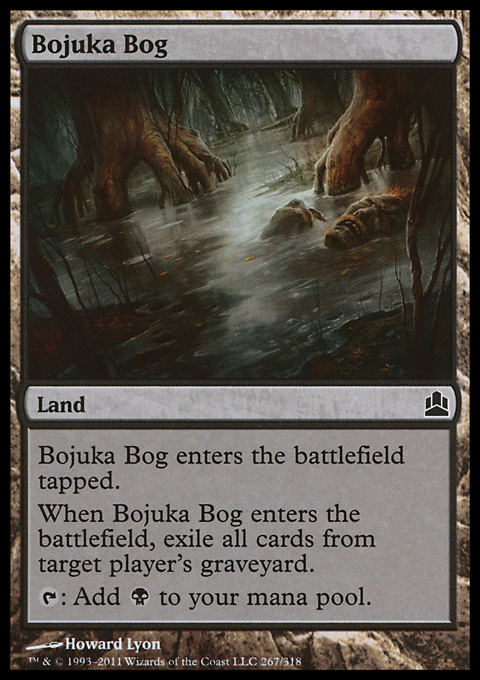 Bojuka Bog
Land
Bojuka Bog enters the battlefield
tapped.
When Bojuka Bog enters the
battlefield, exile all cards from
target player's graveyard.
: Add to your mana pool.
Howard Lyon
™ & © 1993–2011 Wizards of the Coast LLC 267/318